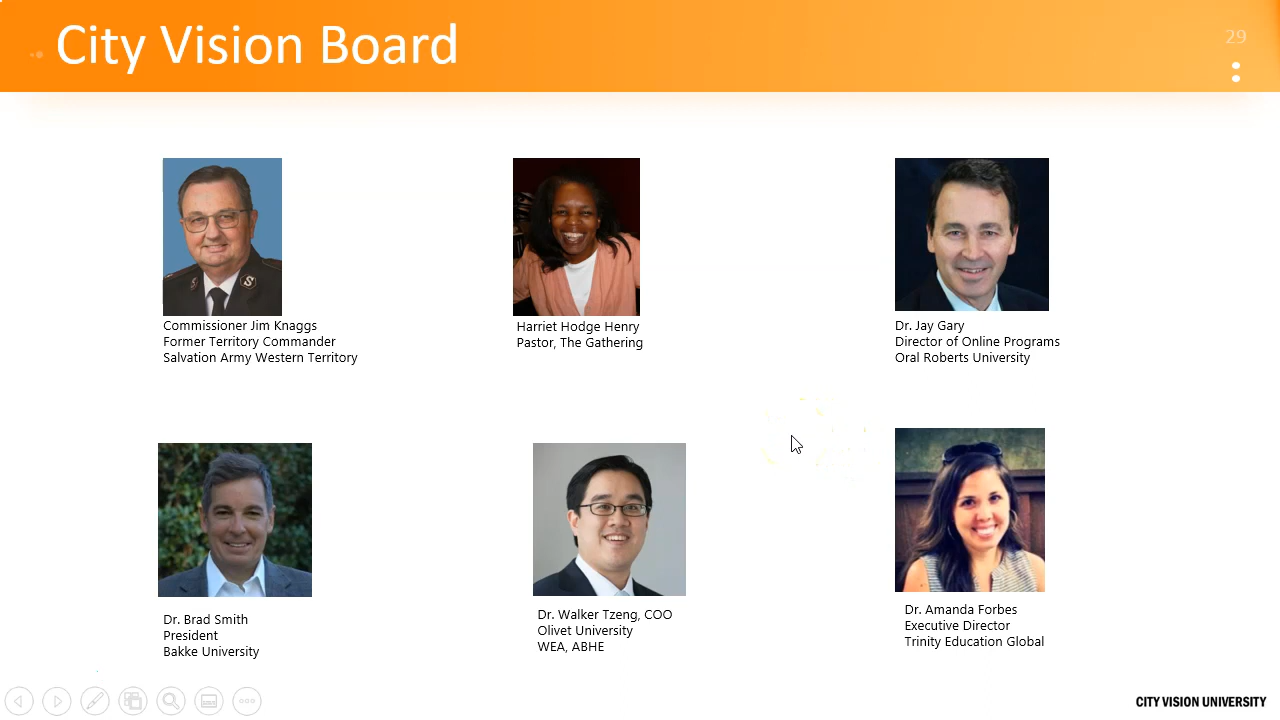 City Vision Board
29
Commissioner Jim Knaggs
Former Territory Commander
Salvation Army Western Territory
Harriet Hodge Henry
Pastor, The Gathering
Dr. Jay Gary
Director of Online Programs
Oral Roberts University
Dr. Brad Smith
President
Bakke University
Dr. Walker Tzeng, COO
Olivet University
WEA, ABHE
Dr. Amanda Forbes
Executive Director
Trinity Education Global
CITY VISION UNIVERSITY